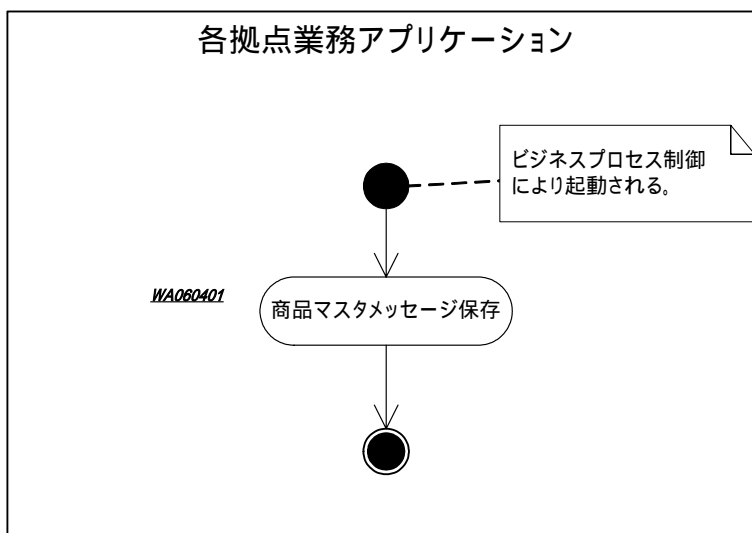 各拠点業務アプリケーション
ビジネスプロセス制御
により起動される。
WA060401
商品マスタメッセージ保存